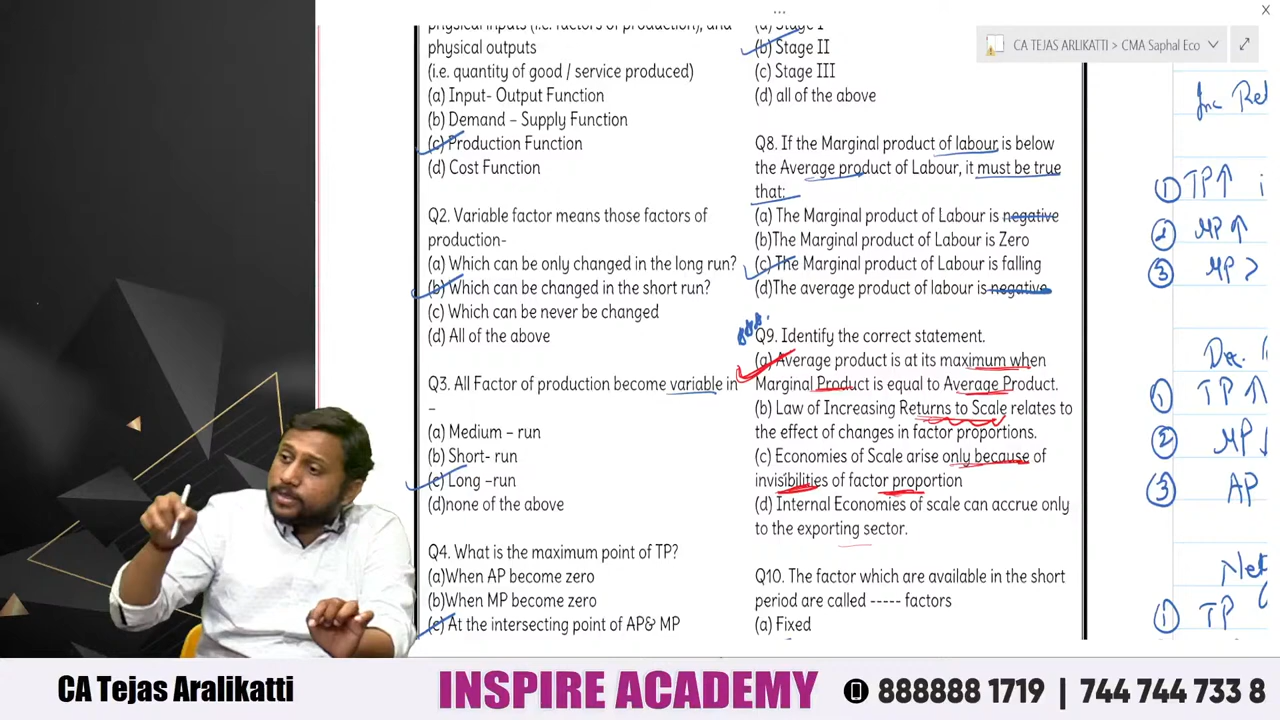 ...
X
CA TEJAS ARLIKATTI > CMA Saphal Eco
physical inputs (i.e. factors of production), and
physical outputs
(i.e. quantity of good / service produced)
(a) Input- Output Function
(b) Demand – Supply Function
(c) Production Function
(d) Cost Function
Q2. Variable factor means those factors of
production-
(a) Which can be only changed in the long run?
(b) Which can be changed in the short run?
(c) Which can be never be changed
(d) All of the above
Q3. All Factor of production become variable in
–
(a) Medium – run
(b) Short- run
(c) Long –run
(d)none of the above
Q4. What is the maximum point of TP?
(a)When AP become zero
(b)When MP become zero
(c) At the intersecting point of AP& MP
(a) Stage I
(b) Stage II
(c) Stage III
(d) all of the above
Q8. If the Marginal product of labour, is below
the Average product of Labour, it must be true
that:
(a) The Marginal product of Labour is negative
(b)The Marginal product of Labour is Zero
(c) The Marginal product of Labour is falling
(d)The average product of labour is negative
Q9. Identify the correct statement.
(a) Average product is at its maximum when
Marginal Product is equal to Average Product.
(b) Law of Increasing Returns to Scale relates to
the effect of changes in factor proportions.
(c) Economies of Scale arise only because of
invisibilities of factor proportion
(d) Internal Economies of scale can accrue only
to the exporting sector.
Q10. The factor which are available in the short
period are called ----- factors
(a) Fixed
Inc Ret
① TP↑ i
② MP↑
③ MP >
Dec.
① TP↑
② MP↓
③ AP
① TP
CA Tejas Aralikatti
INSPIRE ACADEMY
888888 1719 | 744 744 733 8